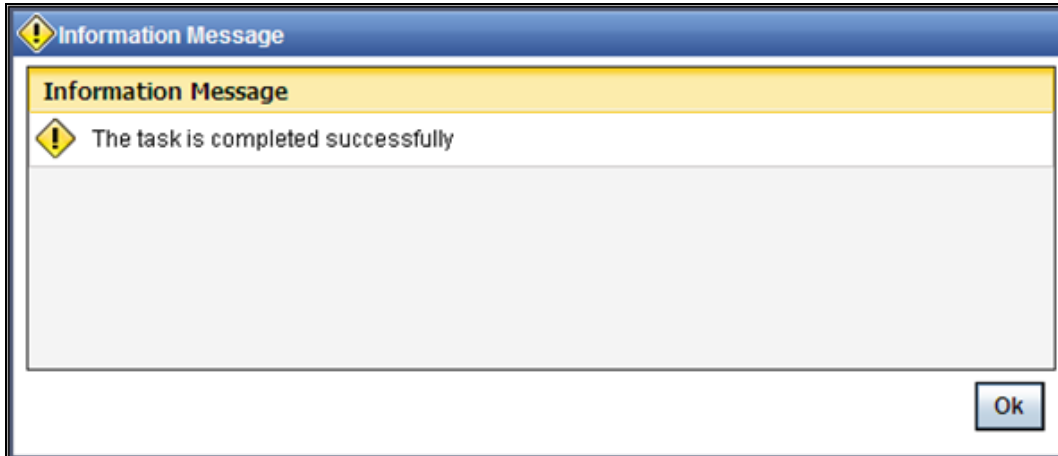 Information Message
Information Message
The task is completed successfully
Ok